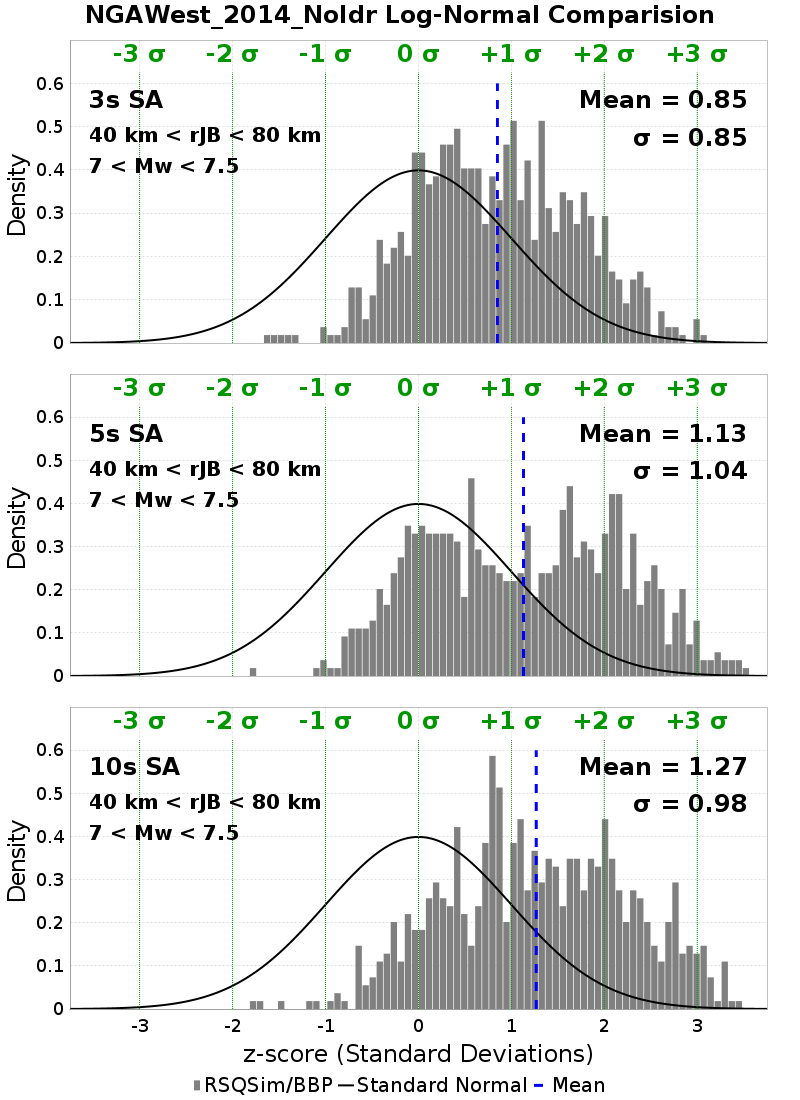 NGAWest_2014_NoIdr Log-Normal Comparision
-3 σ -2 σ -1 σ 0 σ +1 σ +2 σ +3 σ
0.6
3s SA Mean = 0.85
0.5
40 km < rJB < 80 km σ = 0.85
7 < Mw < 7.5
0.4
0.3
0.2
0.1
0
Density
-3 σ -2 σ -1 σ 0 σ +1 σ +2 σ +3 σ
0.6
5s SA Mean = 1.13
0.5
40 km < rJB < 80 km σ = 1.04
7 < Mw < 7.5
0.4
0.3
0.2
0.1
0
Density
-3 σ -2 σ -1 σ 0 σ +1 σ +2 σ +3 σ
0.6
10s SA Mean = 1.27
0.5
40 km < rJB < 80 km σ = 0.98
7 < Mw < 7.5
0.4
0.3
0.2
0.1
0
Density
-3 -2 -1 0 1 2 3
z-score (Standard Deviations)
RSQSim/BBP Standard Normal Mean